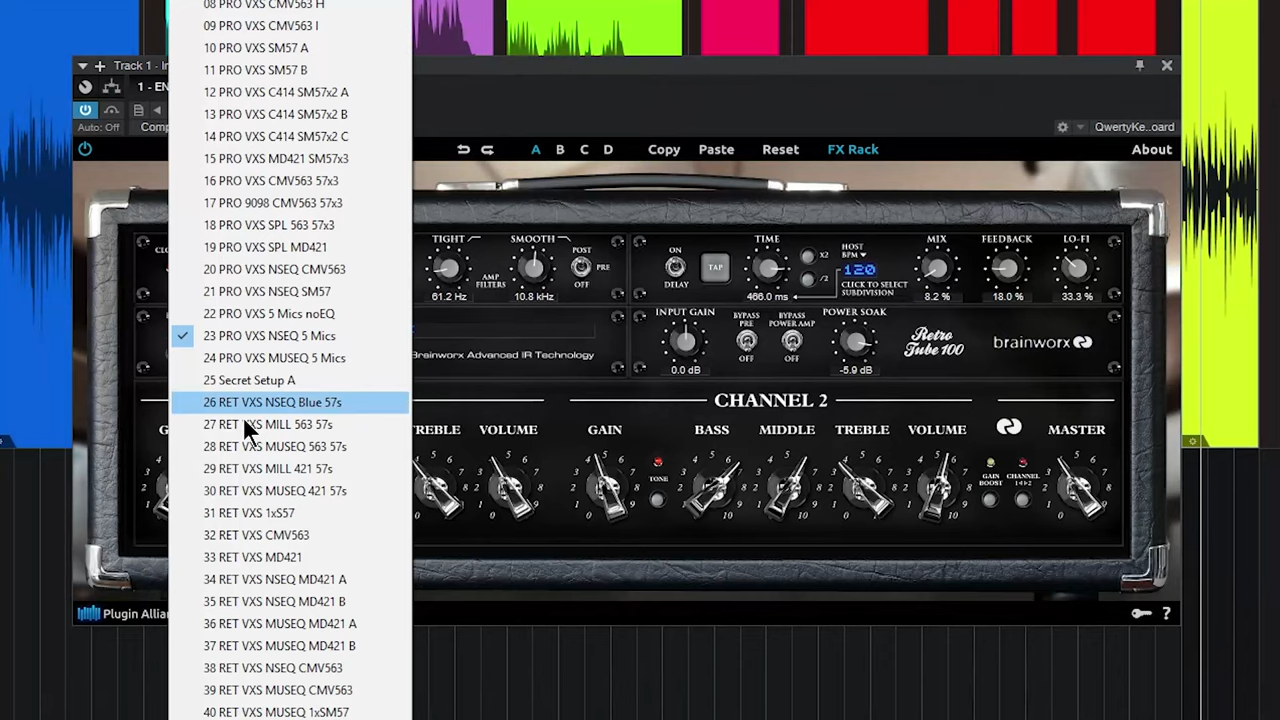 08 PRO VXS CMV563 H
09 PRO VXS CMV563 I
10 PRO VXS SM57 A
11 PRO VXS SM57 B
12 PRO VXS C414 SM57x2 A
13 PRO VXS C414 SM57x2 B
14 PRO VXS C414 SM57x2 C
15 PRO VXS MD421 SM57x3
16 PRO VXS CMV563 57x3
17 PRO 9098 CMV563 57x3
18 PRO VXS SPL 563 57x3
19 PRO VXS SPL MD421
20 PRO VXS NSEQ CMV563
21 PRO VXS NSEQ SM57
22 PRO VXS 5 Mics noEQ
23 PRO VXS NSEQ 5 Mics
24 PRO VXS MUSEQ 5 Mics
25 Secret Setup A
26 RET VXS NSEQ Blue 57s
27 RET VXS MILL 563 57s
28 RET VXS MUSEQ 563 57s
29 RET VXS MILL 421 57s
30 RET VXS MUSEQ 421 57s
31 RET VXS 1xS57
32 RET VXS CMV563
33 RET VXS MD421
34 RET VXS NSEQ MD421 A
35 RET VXS NSEQ MD421 B
36 RET VXS MUSEQ MD421 A
37 RET VXS MUSEQ MD421 B
38 RET VXS NSEQ CMV563
39 RET VXS MUSEQ CMV563
40 RET VXS MUSEQ 1xSM57
Track 1 - In
1 - EN
Auto: Off Comp
QwertyKe..oard
A B C D Copy Paste Reset FX Rack About
CLO
TIGHT SMOOTH POST PRE OFF
AMP FILTERS
61.2 Hz 10.8 kHz
ON DELAY TAP TIME x2 /2
466.0 ms
HOST BPM
120
CLICK TO SELECT SUBDIVISION
MIX FEEDBACK LO-FI
8.2 % 18.0 % 33.3 %
Brainworx Advanced IR Technology
INPUT GAIN BYPASS PRE OFF BYPASS POWER AMP OFF POWER SOAK
0.0 dB -5.9 dB
Retro Tube 100
brainworx
CHANNEL 2
G TREBLE VOLUME GAIN BASS MIDDLE TREBLE VOLUME MASTER
TONE
GAIN BOOST CHANNEL 1<|>2
Plugin Allian
?